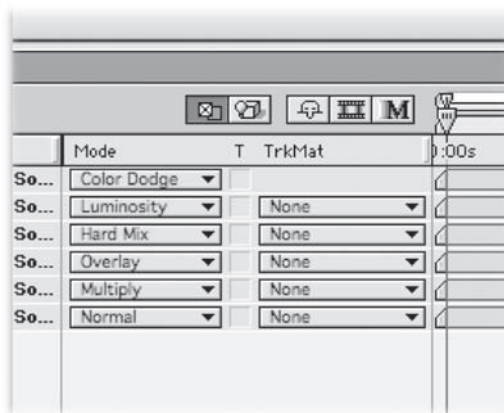 M
Mode T TrkMat ):00s
So... Color Dodge
So... Luminosity None
So... Hard Mix None
So... Overlay None
So... Multiply None
So... Normal None